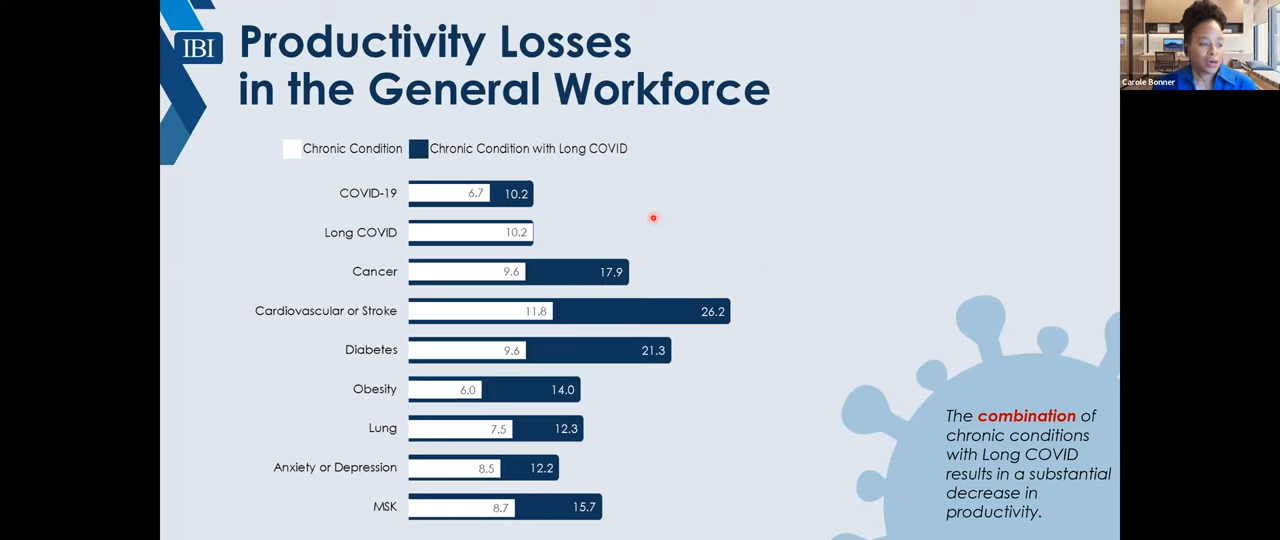 IBI
Productivity Losses
in the General Workforce
Chronic Condition
Chronic Condition with Long COVID
COVID-19 6.7 10.2
Long COVID 10.2
Cancer 9.6 17.9
Cardiovascular or Stroke 11.8 26.2
Diabetes 9.6 21.3
Obesity 6.0 14.0
Lung 7.5 12.3
Anxiety or Depression 8.5 12.2
MSK 8.7 15.7
The combination of
chronic conditions
with Long COVID
results in a substantial
decrease in
productivity.
Carole Bonner